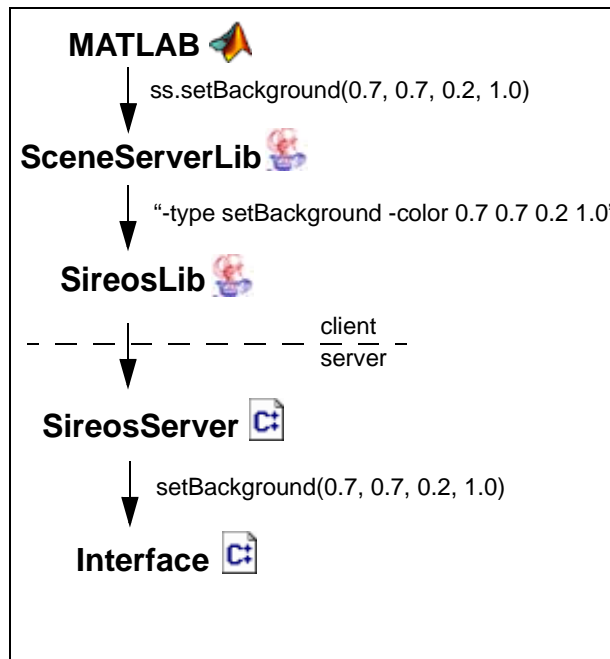 MATLAB
ss.setBackground(0.7, 0.7, 0.2, 1.0)
SceneServerLib
“-type setBackground -color 0.7 0.7 0.2 1.0”
SireosLib
client
server
SireosServer C++
setBackground(0.7, 0.7, 0.2, 1.0)
Interface C++